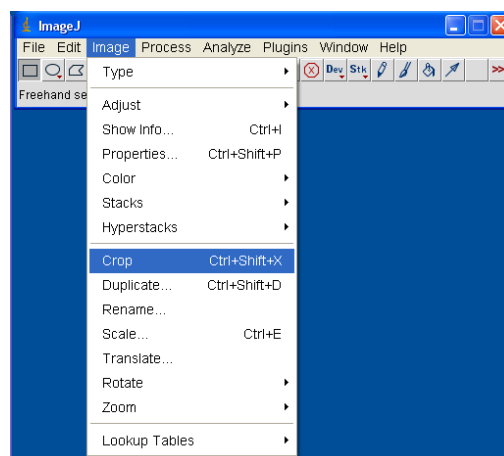 ImageJ
File Edit Image Process Analyze Plugins Window Help
Dev Stk >>
Freehand se
Type
Adjust
Show Info... Ctrl+I
Properties... Ctrl+Shift+P
Color
Stacks
Hyperstacks
Crop Ctrl+Shift+X
Duplicate... Ctrl+Shift+D
Rename...
Scale... Ctrl+E
Translate...
Rotate
Zoom
Lookup Tables